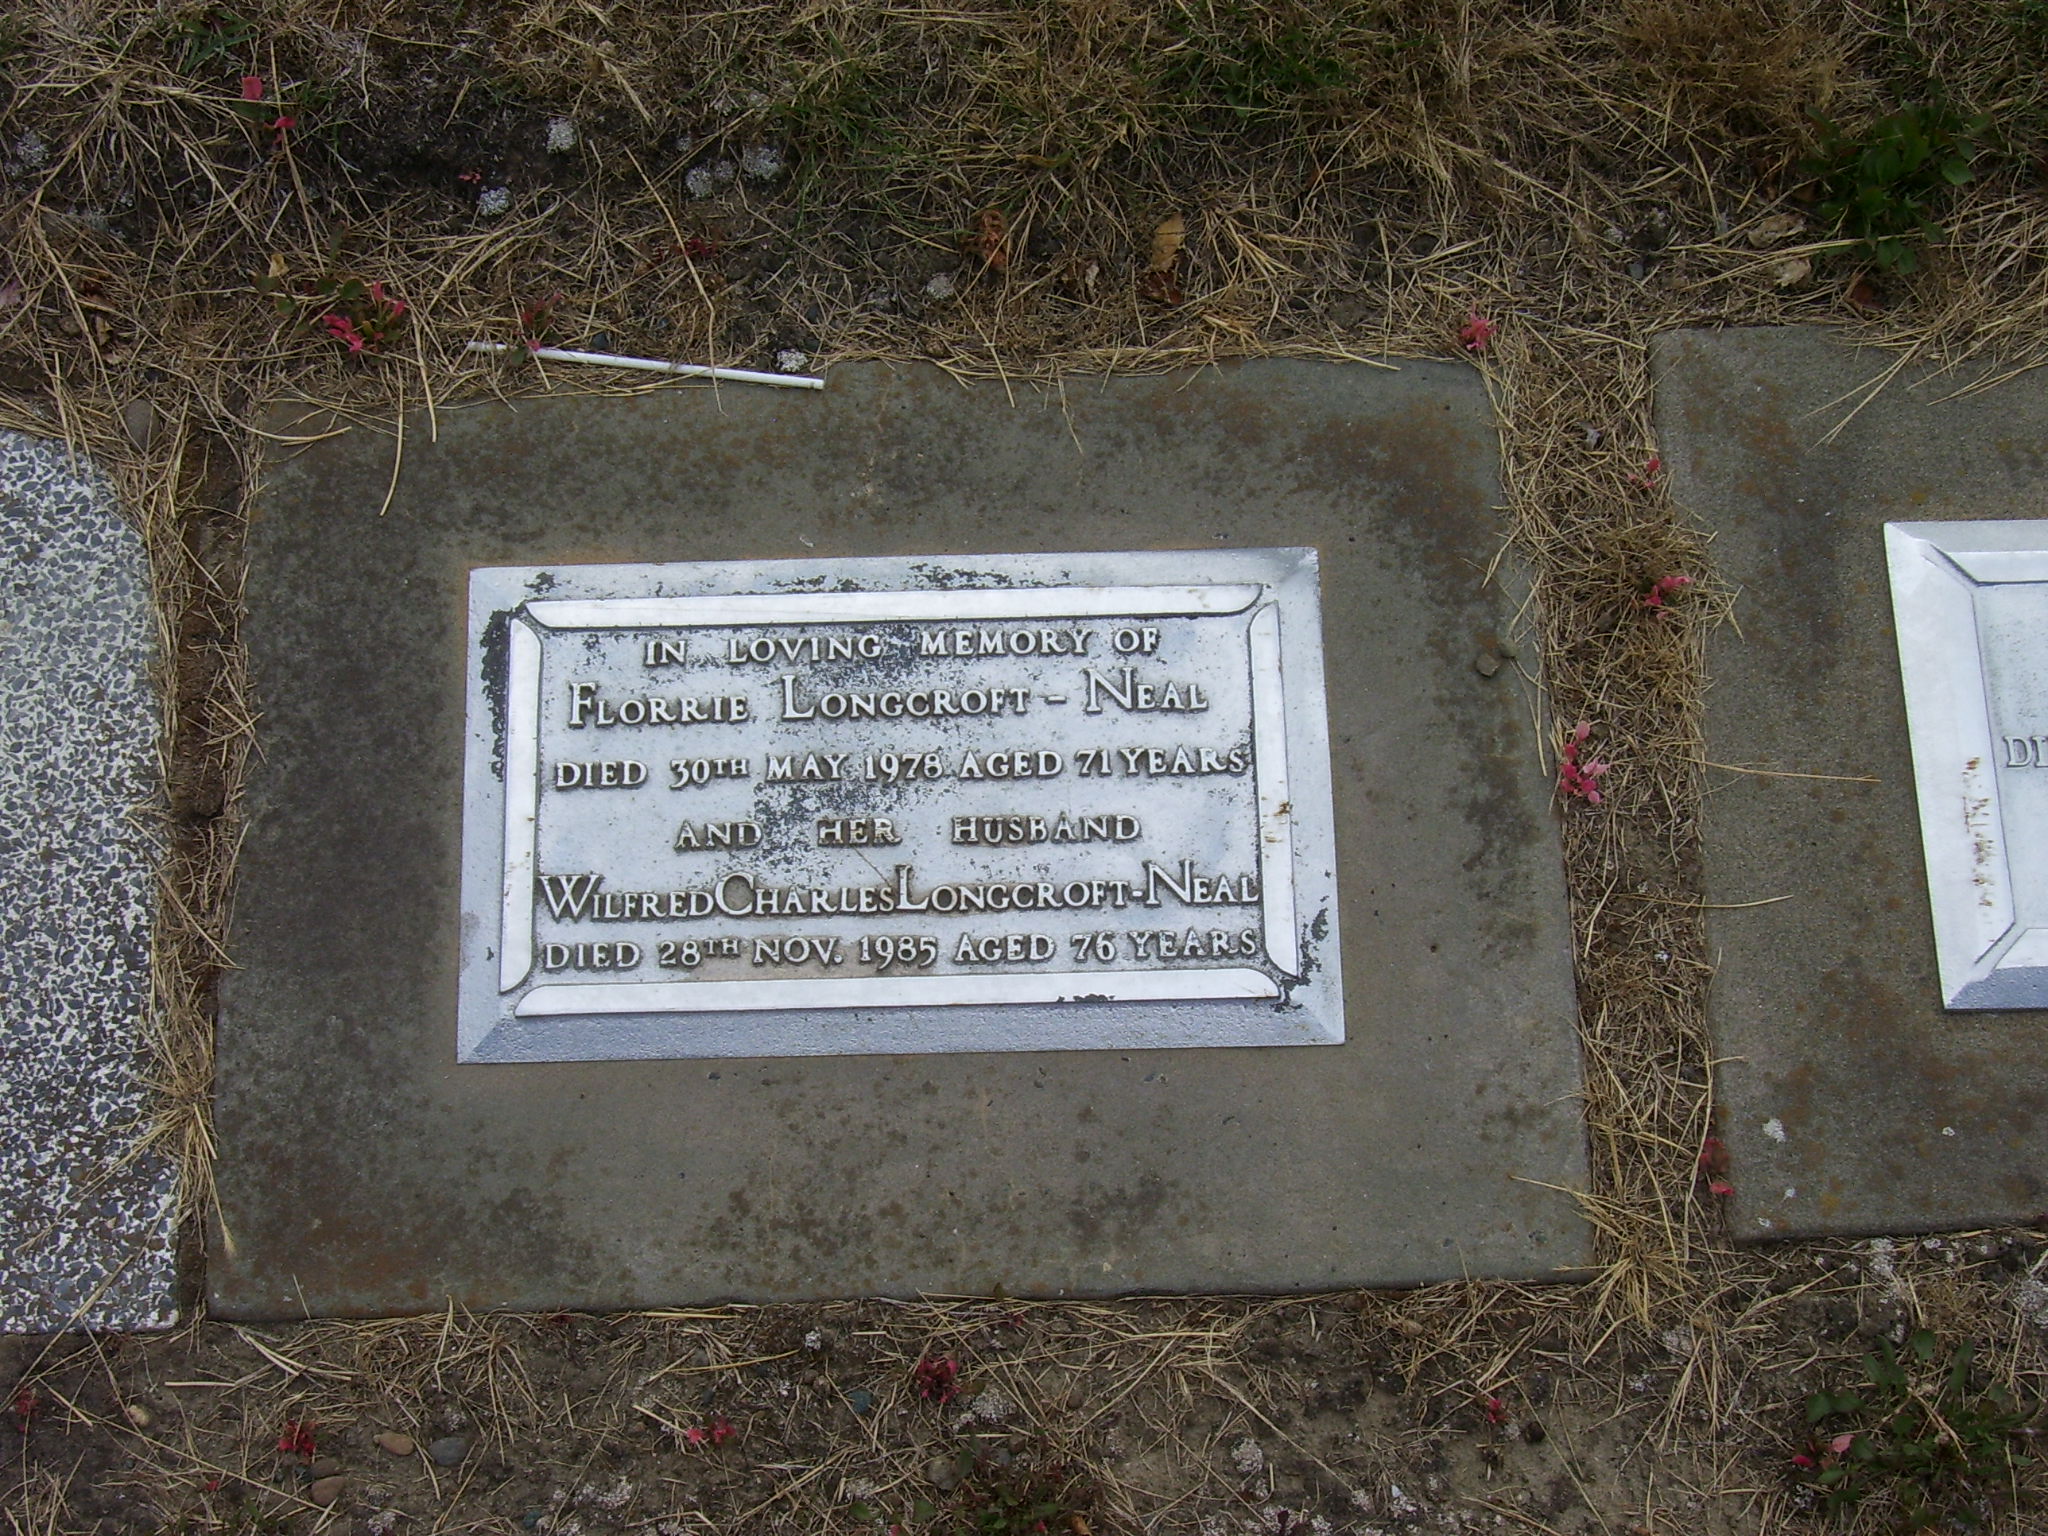 IN LOVING MEMORY OF
FLORRIE LONGCROFT - NEAL
DIED 30TH MAY 1978 AGED 71 YEARS
AND HER HUSBAND
WILFRED CHARLES LONGCROFT-NEAL
DIED 28TH NOV. 1985 AGED 76 YEARS